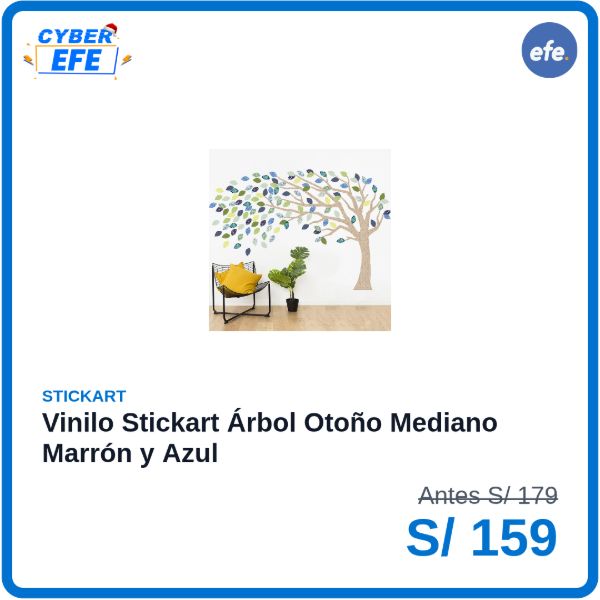 CYBER
EFE
efe.
STICKART
Vinilo Stickart Árbol Otoño Mediano
Marrón y Azul
Antes S/ 179
S/ 159